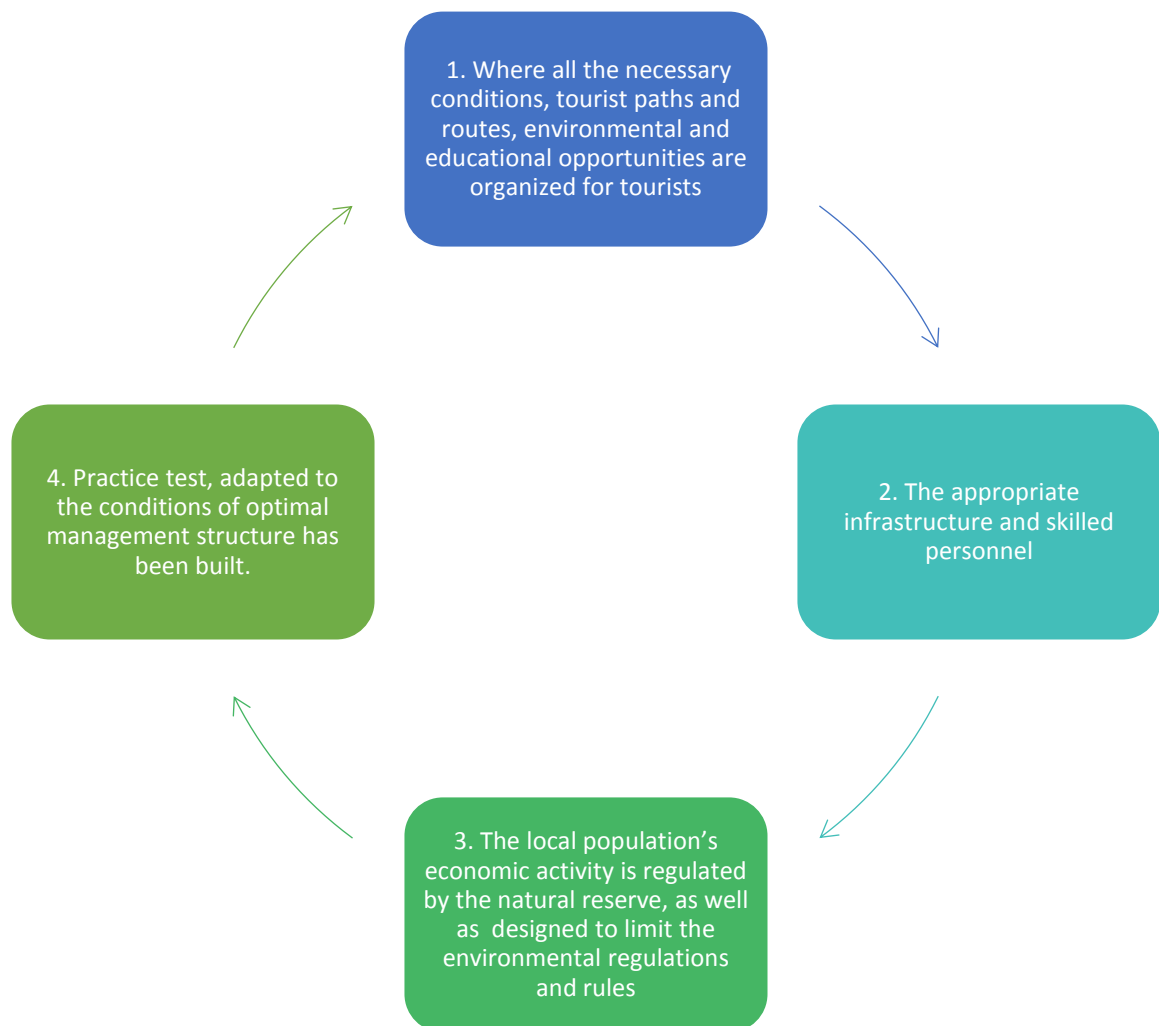 1. Where all the necessary
conditions, tourist paths and
routes, environmental and
educational opportunities are
organized for tourists
2. The appropriate
infrastructure and skilled
personnel
3. The local population’s
economic activity is regulated
by the natural reserve, as well
as designed to limit the
environmental regulations
and rules
4. Practice test, adapted to
the conditions of optimal
management structure has
been built.